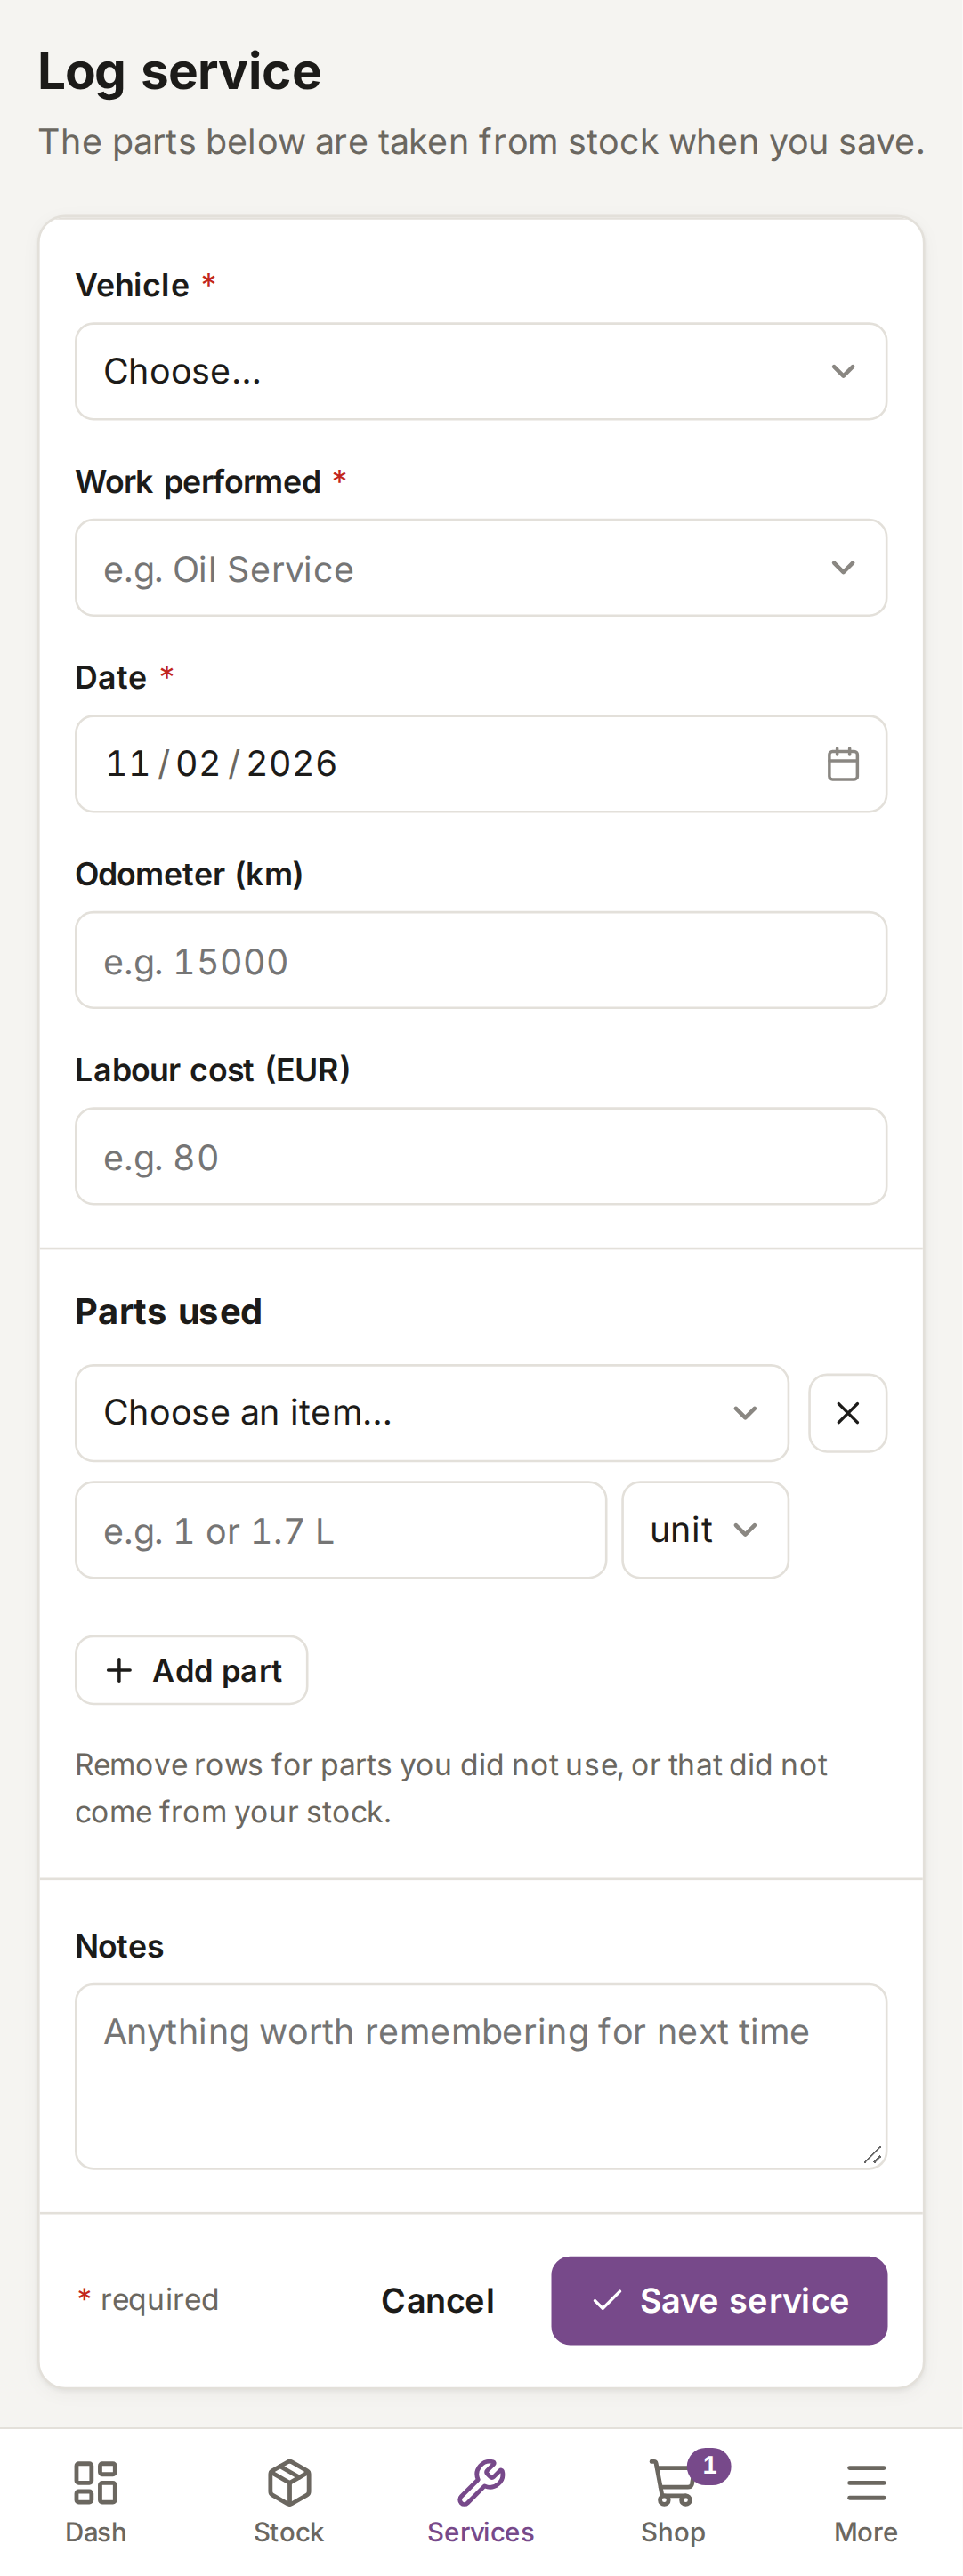 Log service
The parts below are taken from stock when you save.
Vehicle *
Choose...
Work performed *
e.g. Oil Service
Date *
11/02/2026
Odometer (km)
e.g. 15000
Labour cost (EUR)
e.g. 80
Parts used
Choose an item...
e.g. 1 or 1.7 L
unit
Add part
Remove rows for parts you did not use, or that did not
come from your stock.
Notes
Anything worth remembering for next time
* required
Cancel
Save service
1
Dash
Stock
Services
Shop
More